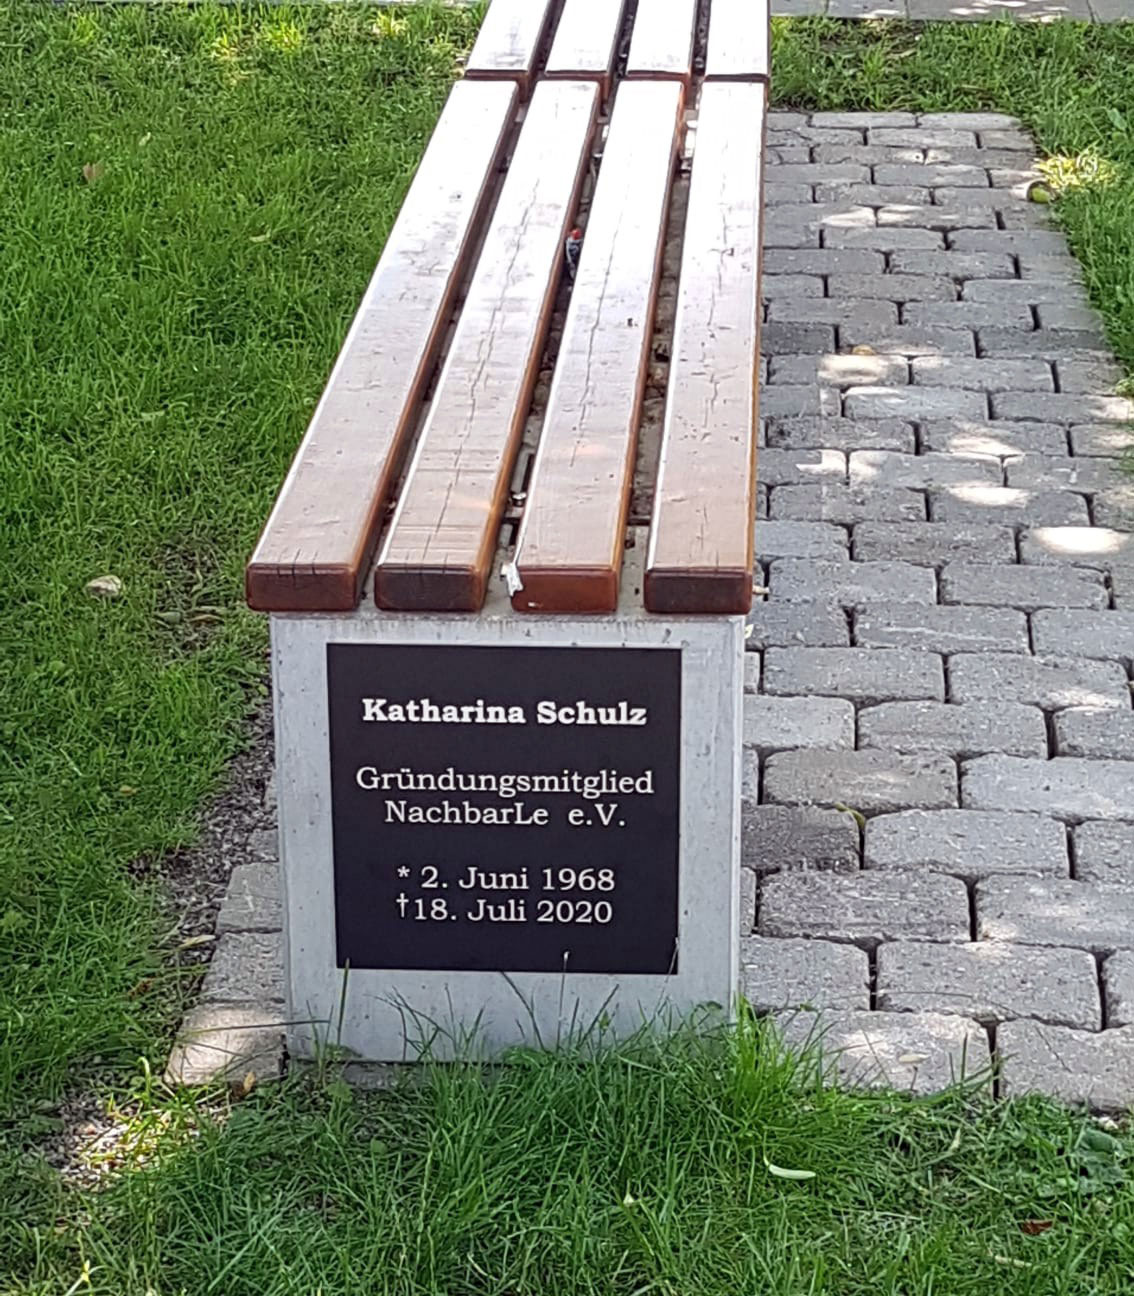 Katharina Schulz
Gründungsmitglied
NachbarLe e.V.
* 2. Juni 1968
†18. Juli 2020